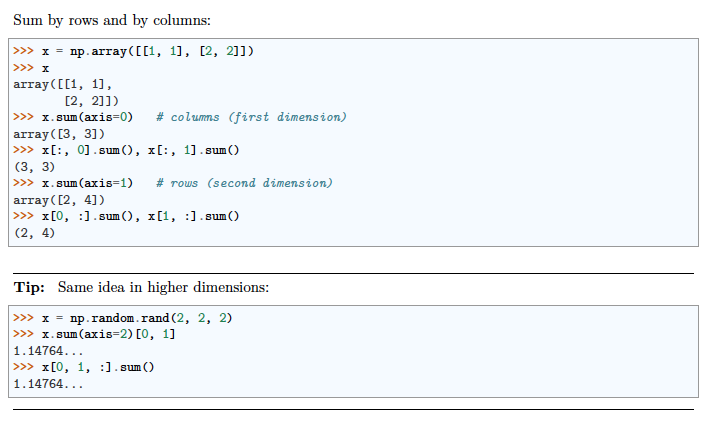 Sum by rows and by columns:
>>> x = np.array([[1, 1], [2, 2]])
>>> x
array([[1, 1],
       [2, 2]])
>>> x.sum(axis=0)   # columns (first dimension)
array([3, 3])
>>> x[:, 0].sum(), x[:, 1].sum()
(3, 3)
>>> x.sum(axis=1)   # rows (second dimension)
array([2, 4])
>>> x[0, :].sum(), x[1, :].sum()
(2, 4)
Tip: Same idea in higher dimensions:
>>> x = np.random.rand(2, 2, 2)
>>> x.sum(axis=2)[0, 1]
1.14764...
>>> x[0, 1, :].sum()
1.14764...